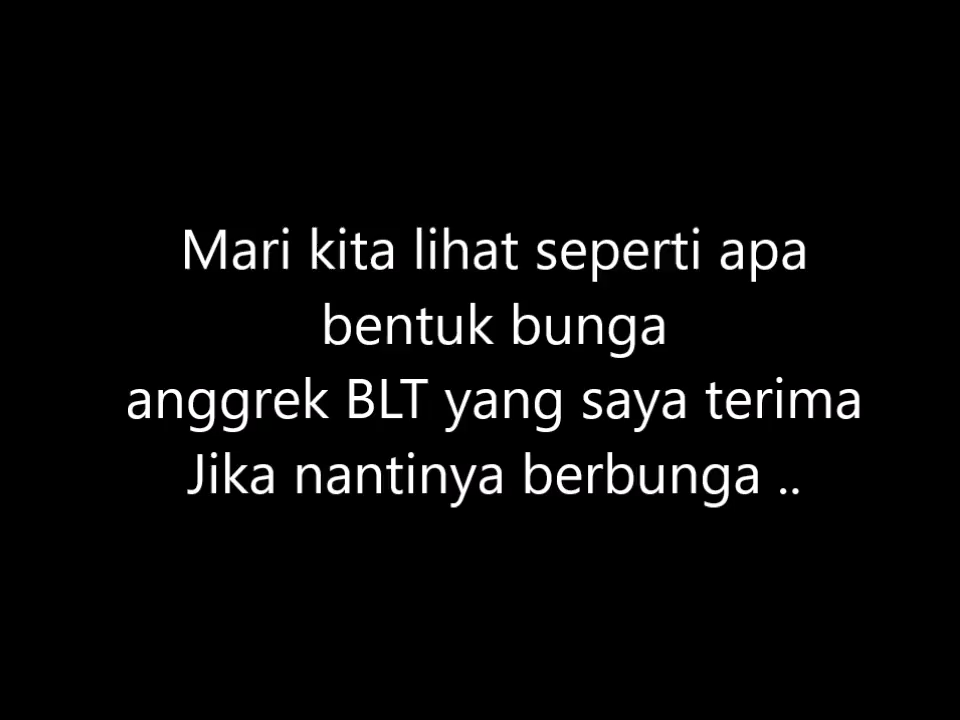 Mari kita lihat seperti apa
bentuk bunga
anggrek BLT yang saya terima
Jika nantinya berbunga ..